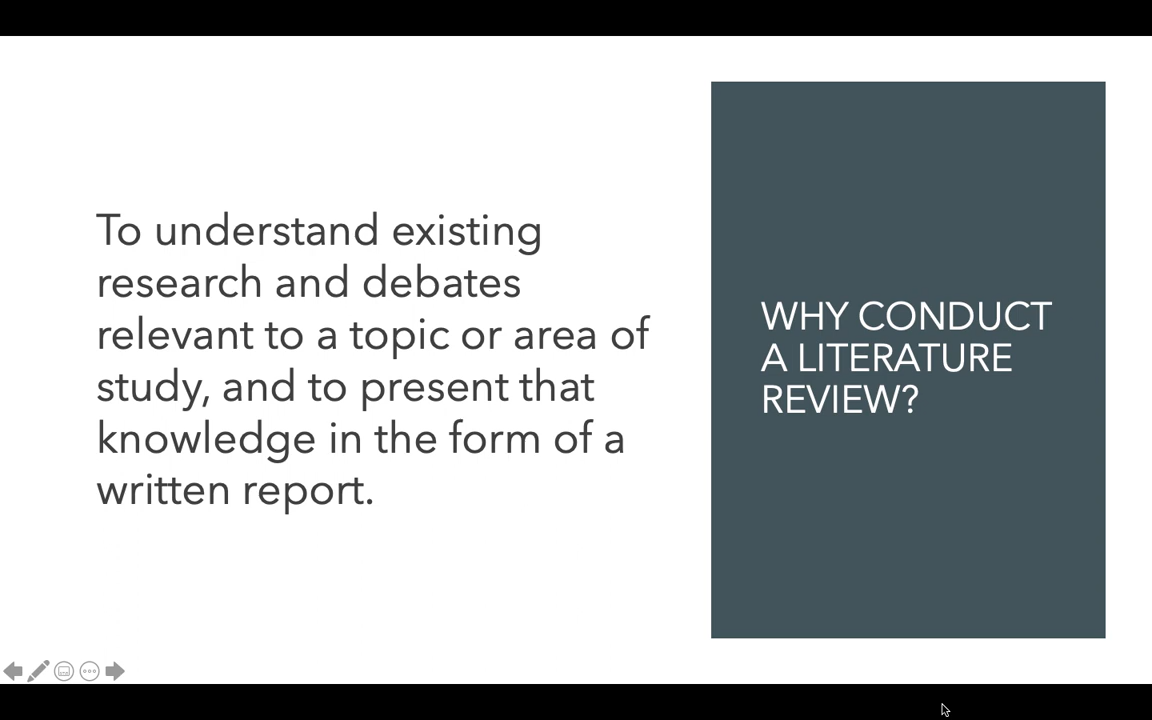 To understand existing
research and debates
relevant to a topic or area of
study, and to present that
knowledge in the form of a
written report.
WHY CONDUCT
A LITERATURE
REVIEW?